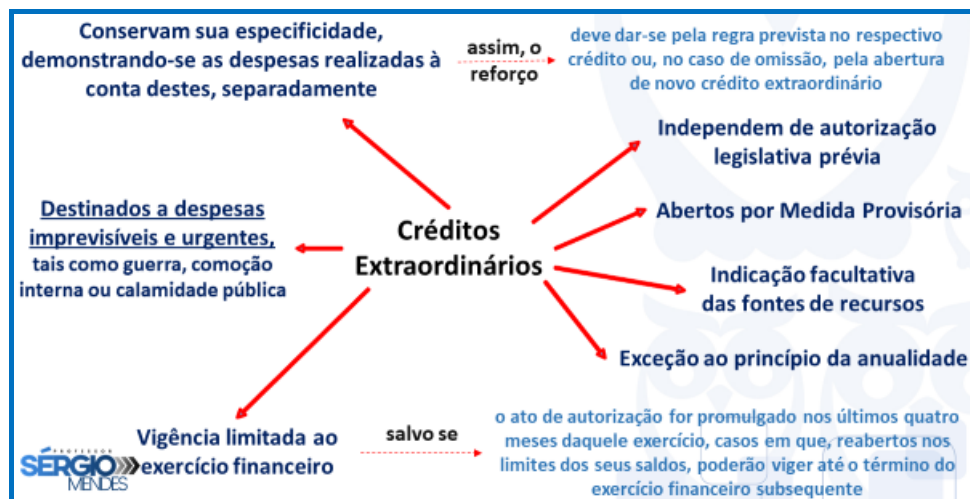 Conservam sua especificidade,
demonstrando-se as despesas realizadas à
conta destes, separadamente
assim, o
reforço
deve dar-se pela regra prevista no respectivo
crédito ou, no caso de omissão, pela abertura
de novo crédito extraordinário
Independem de autorização
legislativa prévia
Destinados a despesas
imprevisíveis e urgentes,
tais como guerra, comoção
interna ou calamidade pública
Créditos
Extraordinários
Abertos por Medida Provisória
Indicação facultativa
das fontes de recursos
Exceção ao princípio da anualidade
Vigência limitada ao
exercício financeiro
salvo se
o ato de autorização for promulgado nos últimos quatro
meses daquele exercício, casos em que, reabertos nos
limites dos seus saldos, poderão viger até o término do
exercício financeiro subsequente
PROFESSOR
SÉRGIO
MENDES